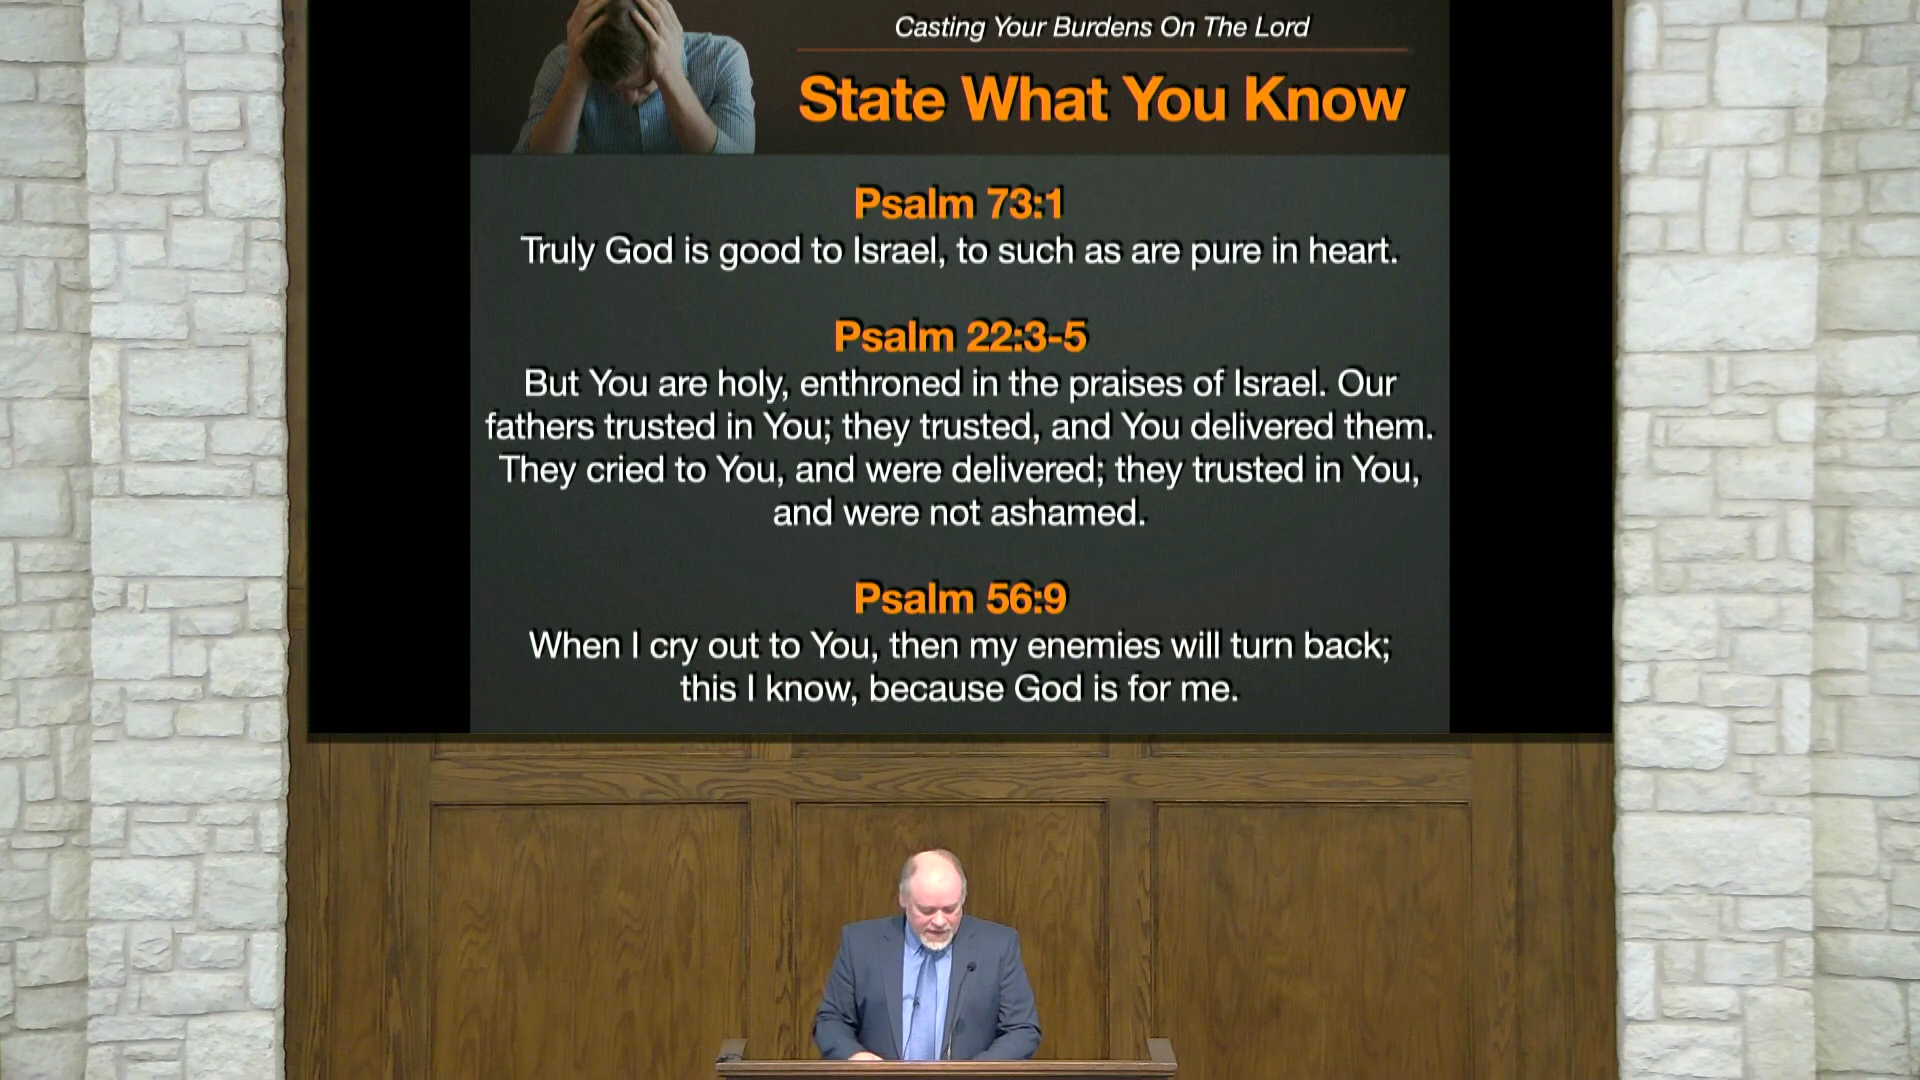 Casting Your Burdens On The Lord
State What You Know
Psalm 73:1
Truly God is good to Israel, to such as are pure in heart.
Psalm 22:3-5
But You are holy, enthroned in the praises of Israel. Our
fathers trusted in You; they trusted, and You delivered them.
They cried to You, and were delivered; they trusted in You,
and were not ashamed.
Psalm 56:9
When I cry out to You, then my enemies will turn back;
this I know, because God is for me.